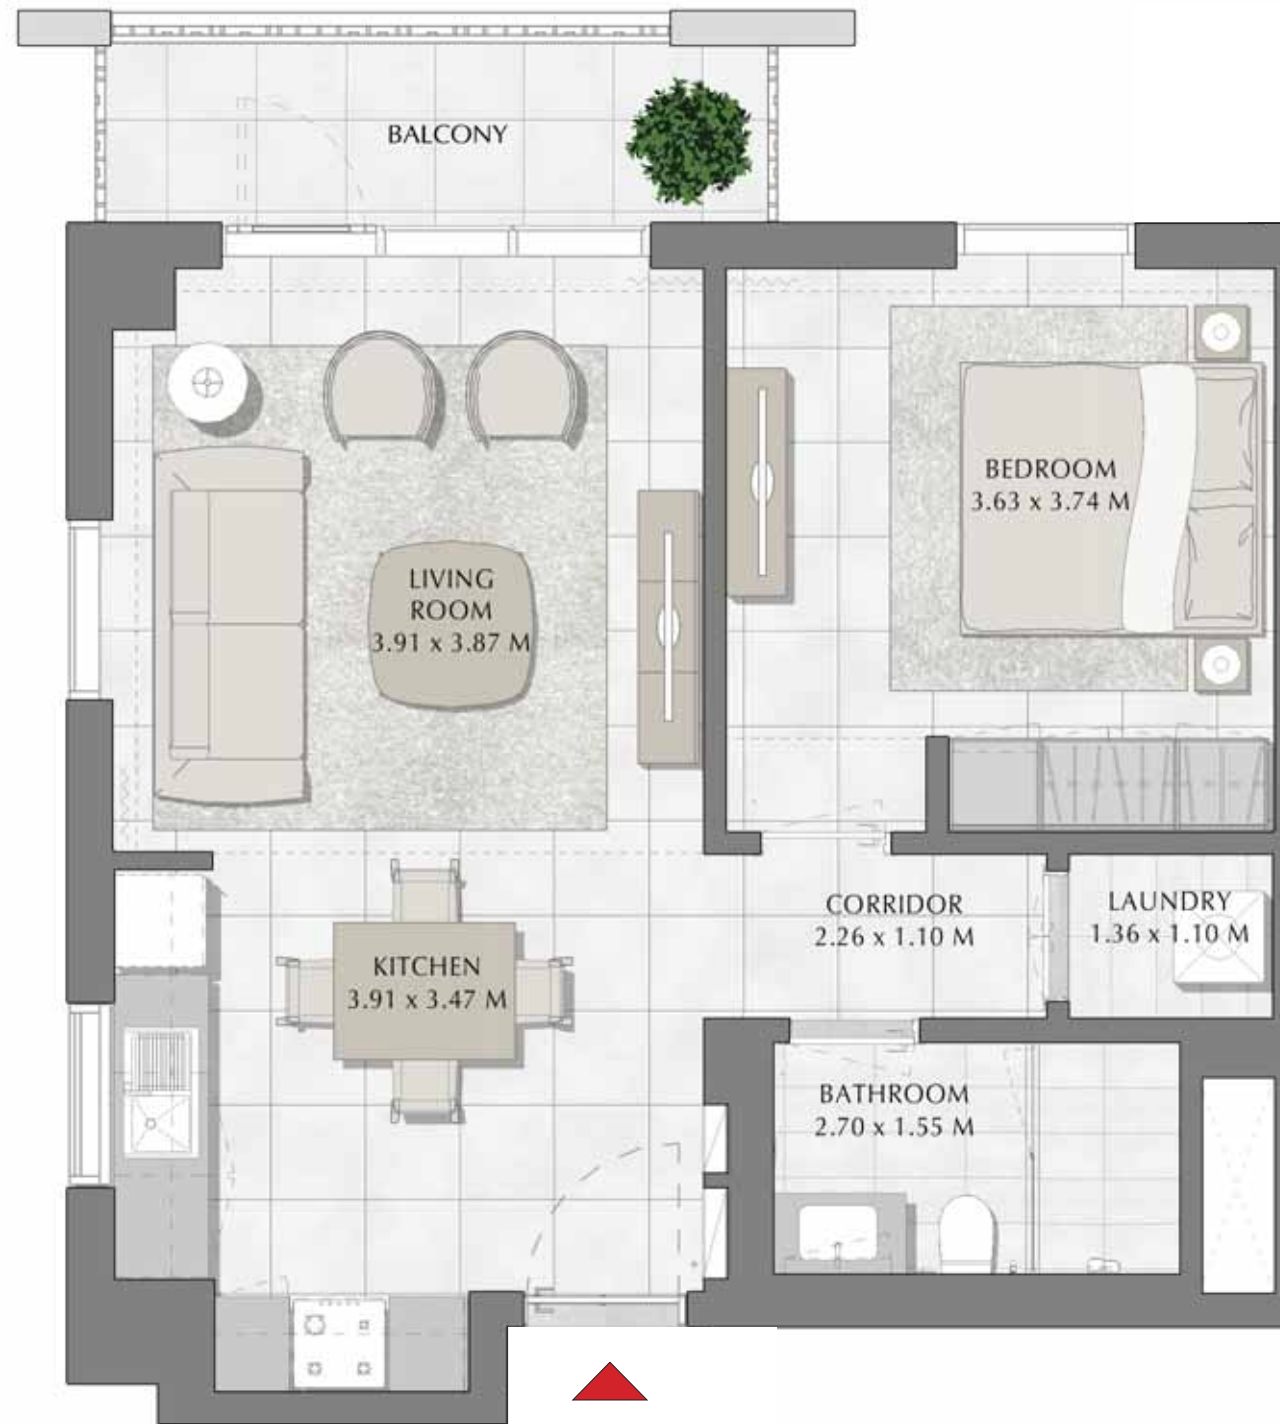 BALCONY
BEDROOM
3.63 x 3.74 M
LIVING
ROOM
3.91 x 3.87 M
CORRIDOR
2.26 x 1.10 M
LAUNDRY
1.36 x 1.10 M
KITCHEN
3.91 x 3.47 M
BATHROOM
2.70 x 1.55 M